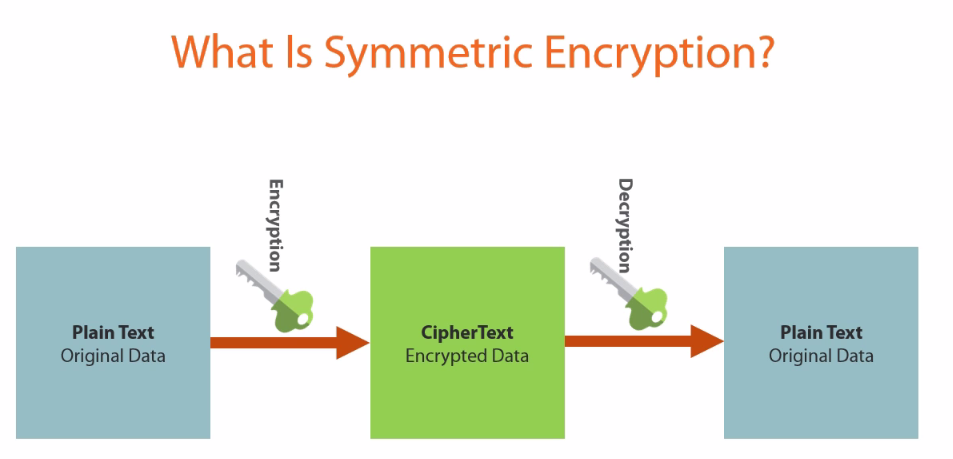 What Is Symmetric Encryption?
Encryption
Decryption
Plain Text
Original Data
CipherText
Encrypted Data
Plain Text
Original Data